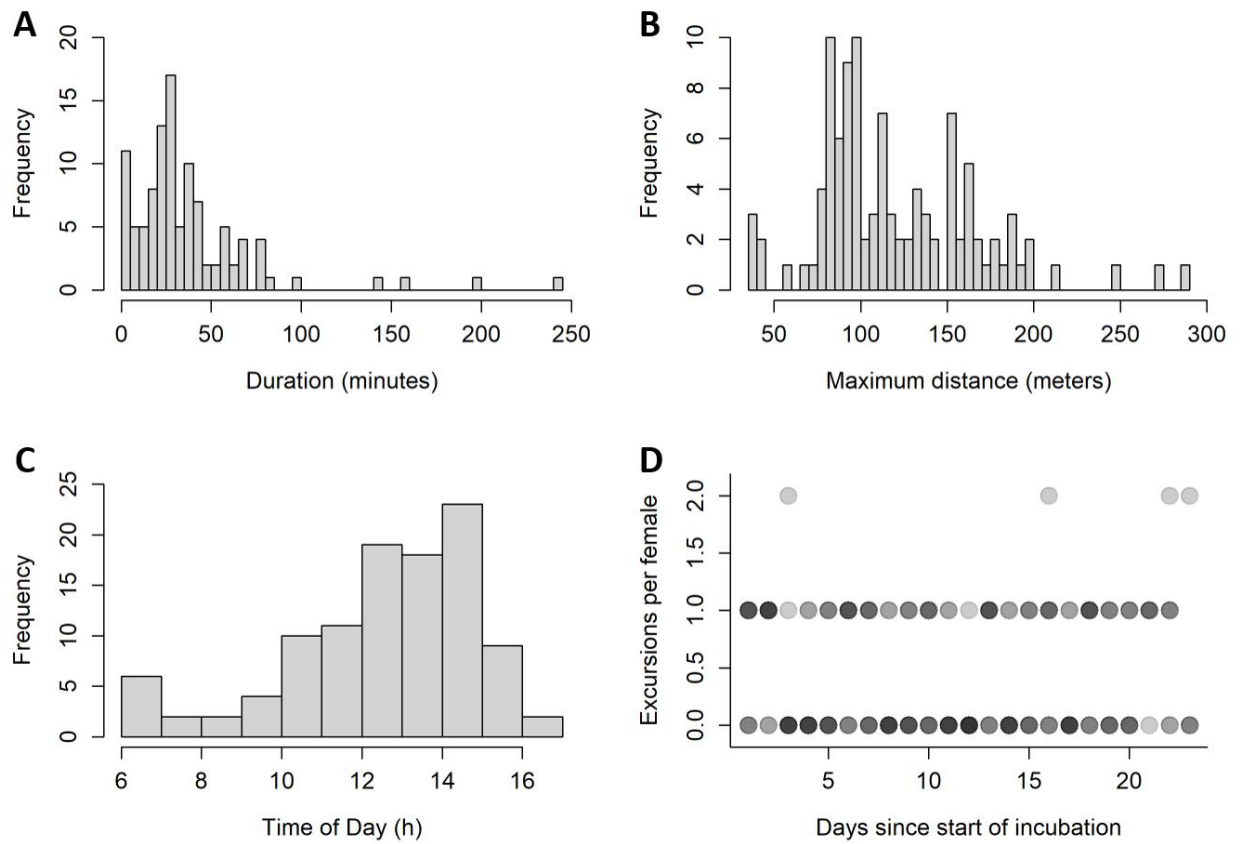 A
20
15
10
5
0
Frequency
0 50 100 150 200 250
Duration (minutes)
B
10
8
6
4
2
0
Frequency
50 100 150 200 250 300
Maximum distance (meters)
C
25
20
15
10
5
0
Frequency
6 8 10 12 14 16
Time of Day (h)
D
2.0
1.5
1.0
0.5
0.0
Excursions per female
5 10 15 20
Days since start of incubation